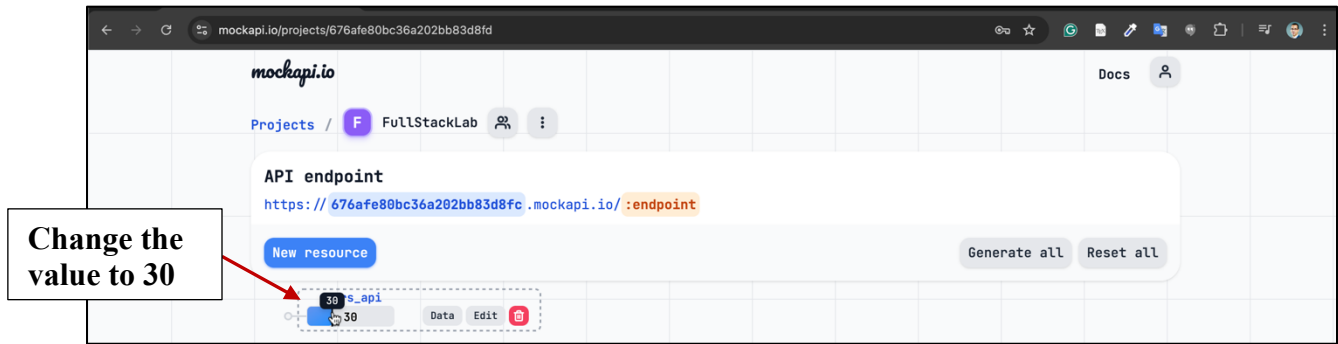 mockapi.io/projects/676afe80bc36a202bb83d8fd
mockapi.io
Docs
Projects / F FullStackLab
API endpoint
https://676afe80bc36a202bb83d8fc.mockapi.io/:endpoint
Change the
value to 30
New resource
Generate all
Reset all
30 rs_api
30
Data
Edit